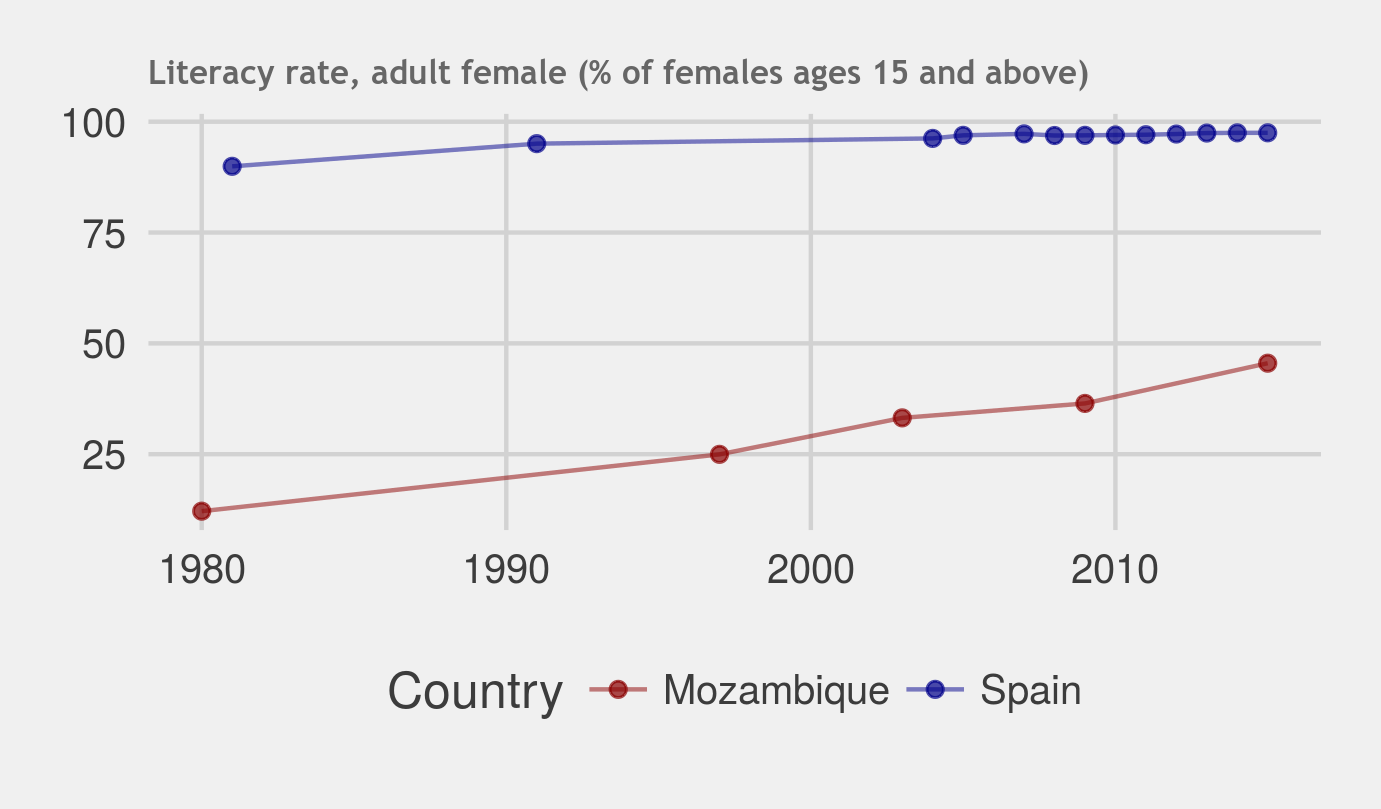 Literacy rate, adult female (% of females ages 15 and above)
100
75
50
25
1980 1990 2000 2010
Country Mozambique Spain